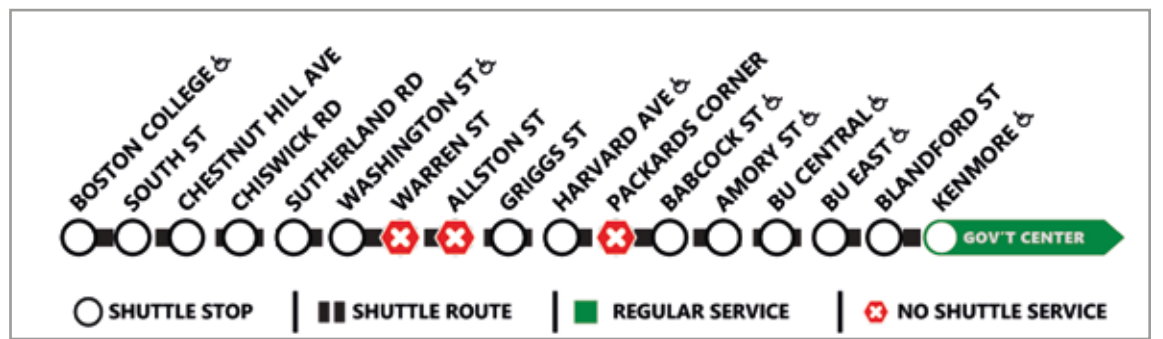 BOSTON COLLEGE
SOUTH ST
CHESTNUT HILL AVE
CHISWICK RD
SUTHERLAND RD
WASHINGTON ST
WARREN ST
ALLSTON ST
GRIGGS ST
HARVARD AVE
PACKARDS CORNER
BABCOCK ST
AMORY ST
BU CENTRAL
BU EAST
BLANDFORD ST
KENMORE
GOV'T CENTER
SHUTTLE STOP
SHUTTLE ROUTE
REGULAR SERVICE
NO SHUTTLE SERVICE